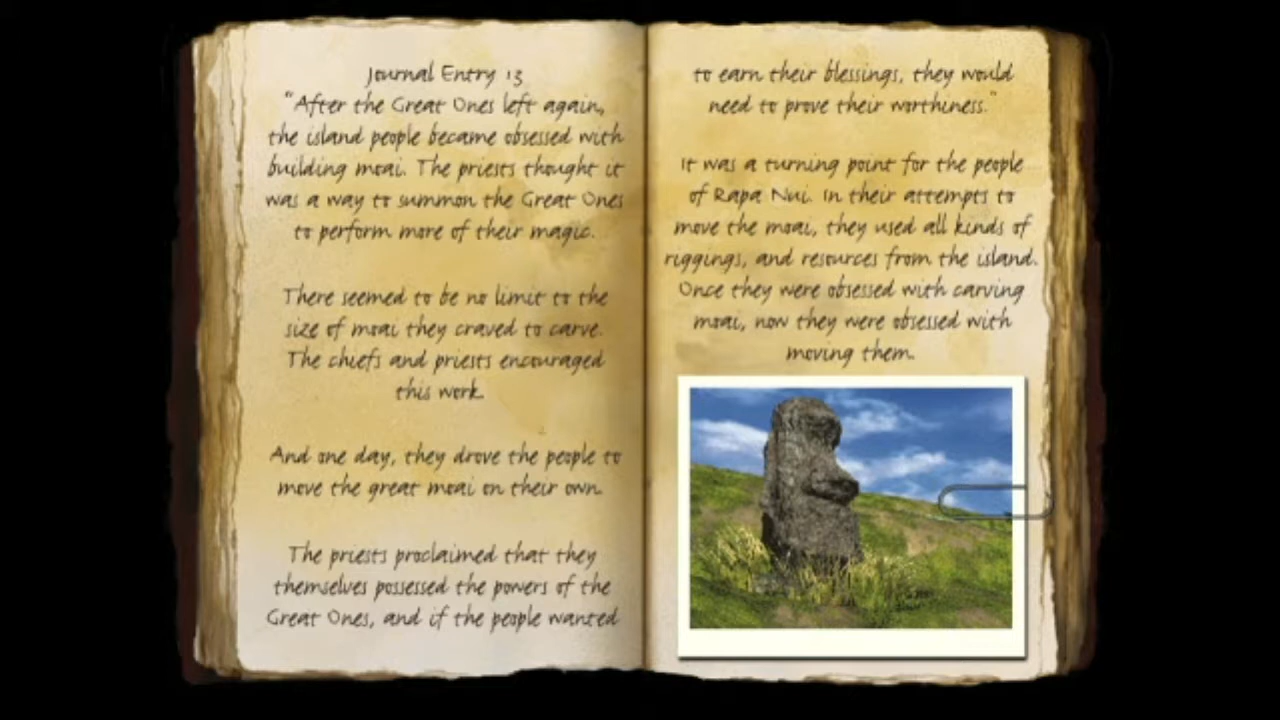 Journal Entry 13
"After the Great Ones left again,
the island people became obsessed with
building moai. The priests thought it
was a way to summon the Great Ones
to perform more of their magic.
There seemed to be no limit to the
size of moai they craved to carve.
The chiefs and priests encouraged
this work.
And one day, they drove the people to
move the great moai on their own.
The priests proclaimed that they
themselves possessed the powers of the
Great Ones, and if the people wanted
to earn their blessings, they would
need to prove their worthiness."
It was a turning point for the people
of Rapa Nui. In their attempts to
move the moai, they used all kinds of
riggings, and resources from the island.
Once they were obsessed with carving
moai, now they were obsessed with
moving them.